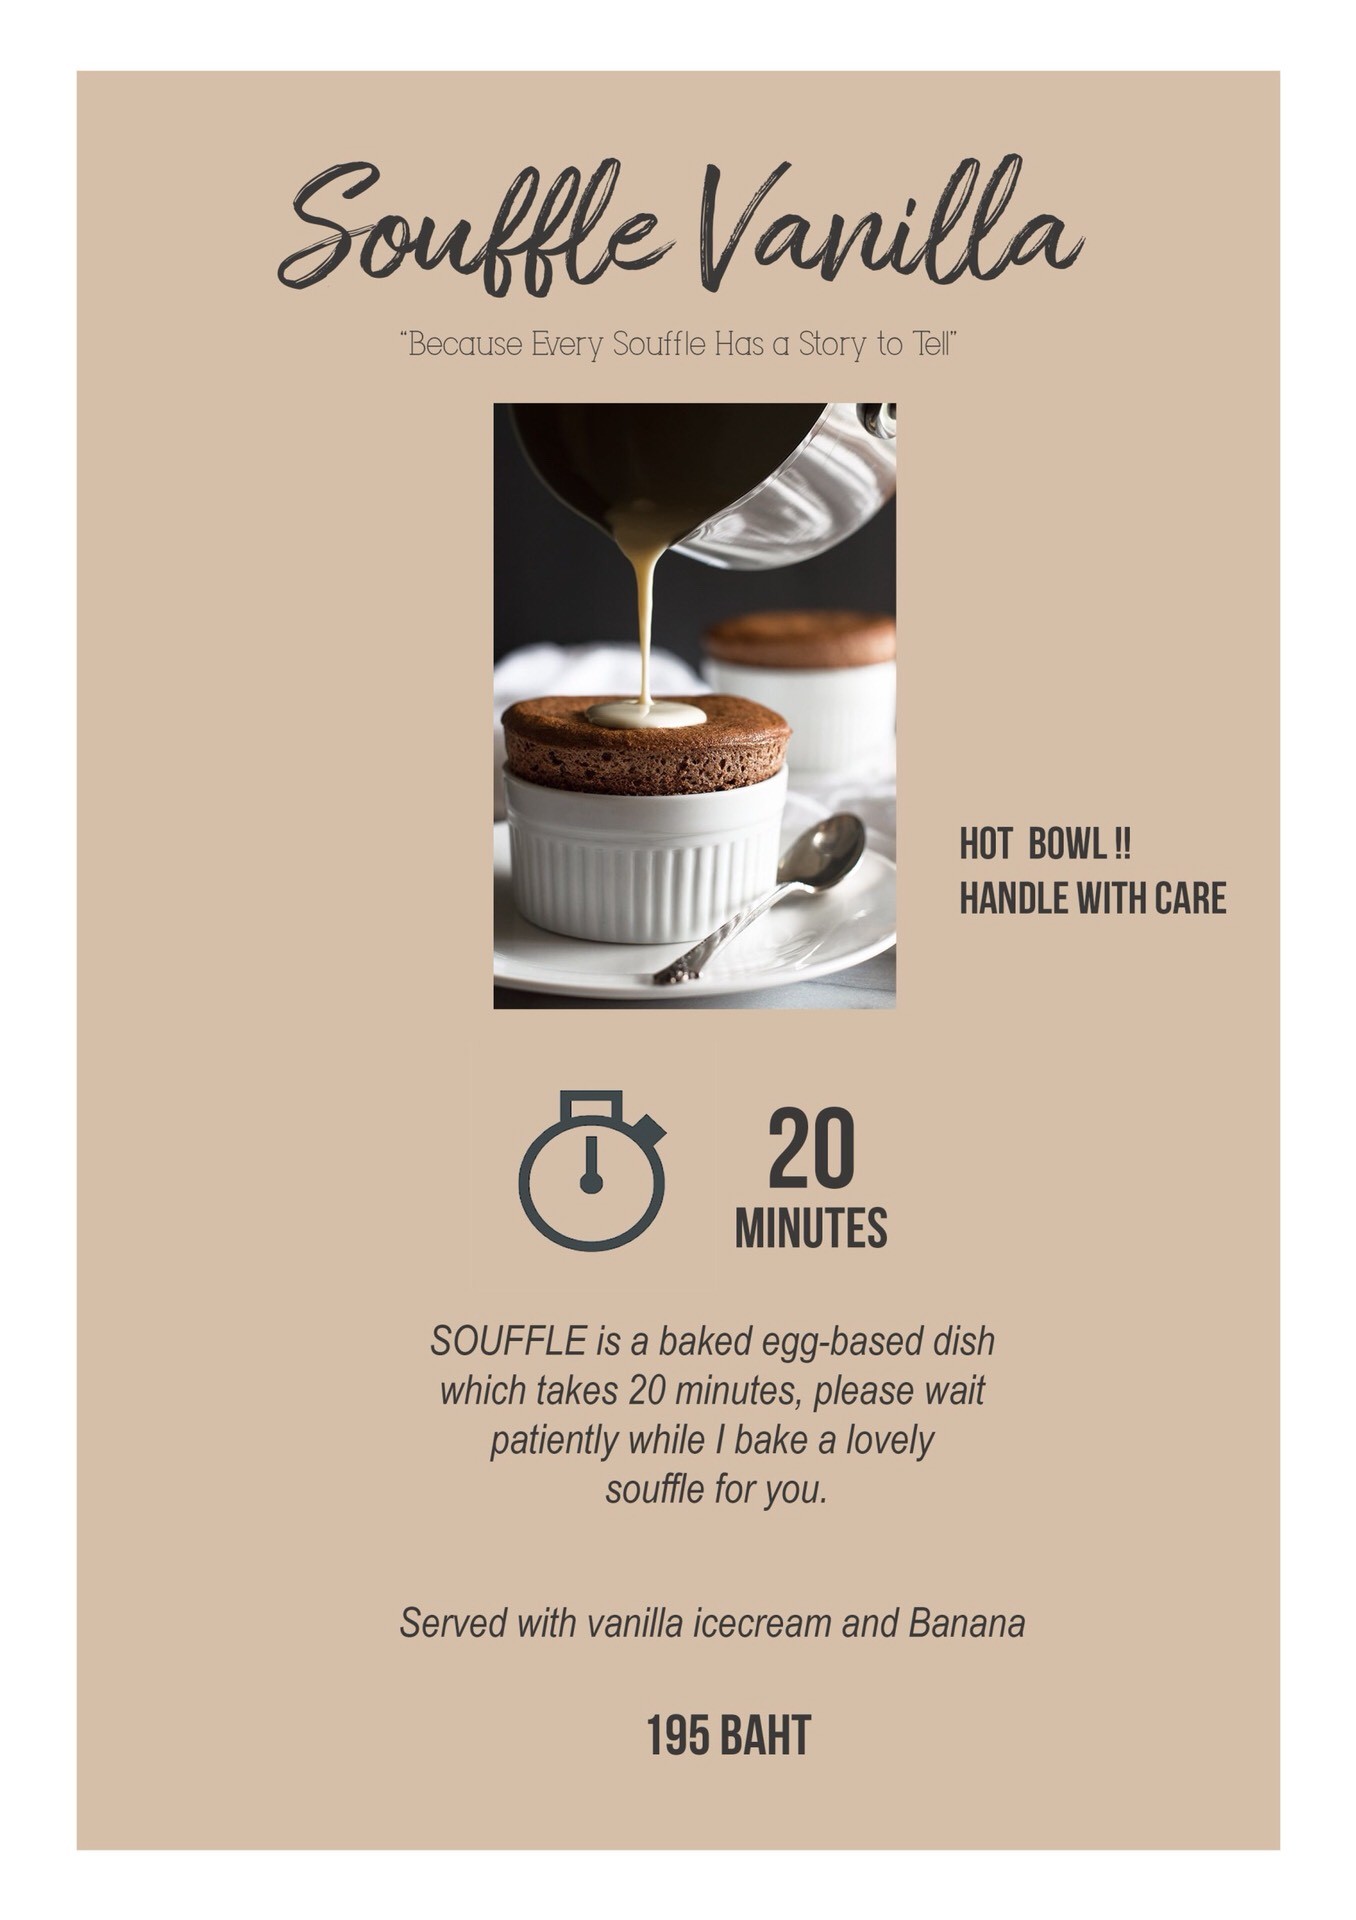 Souffle Vanilla
“Because Every Souffle Has a Story to Tell”
HOT BOWL !!
HANDLE WITH CARE
20
MINUTES
SOUFFLE is a baked egg-based dish
which takes 20 minutes, please wait
patiently while I bake a lovely
souffle for you.
Served with vanilla icecream and Banana
195 BAHT